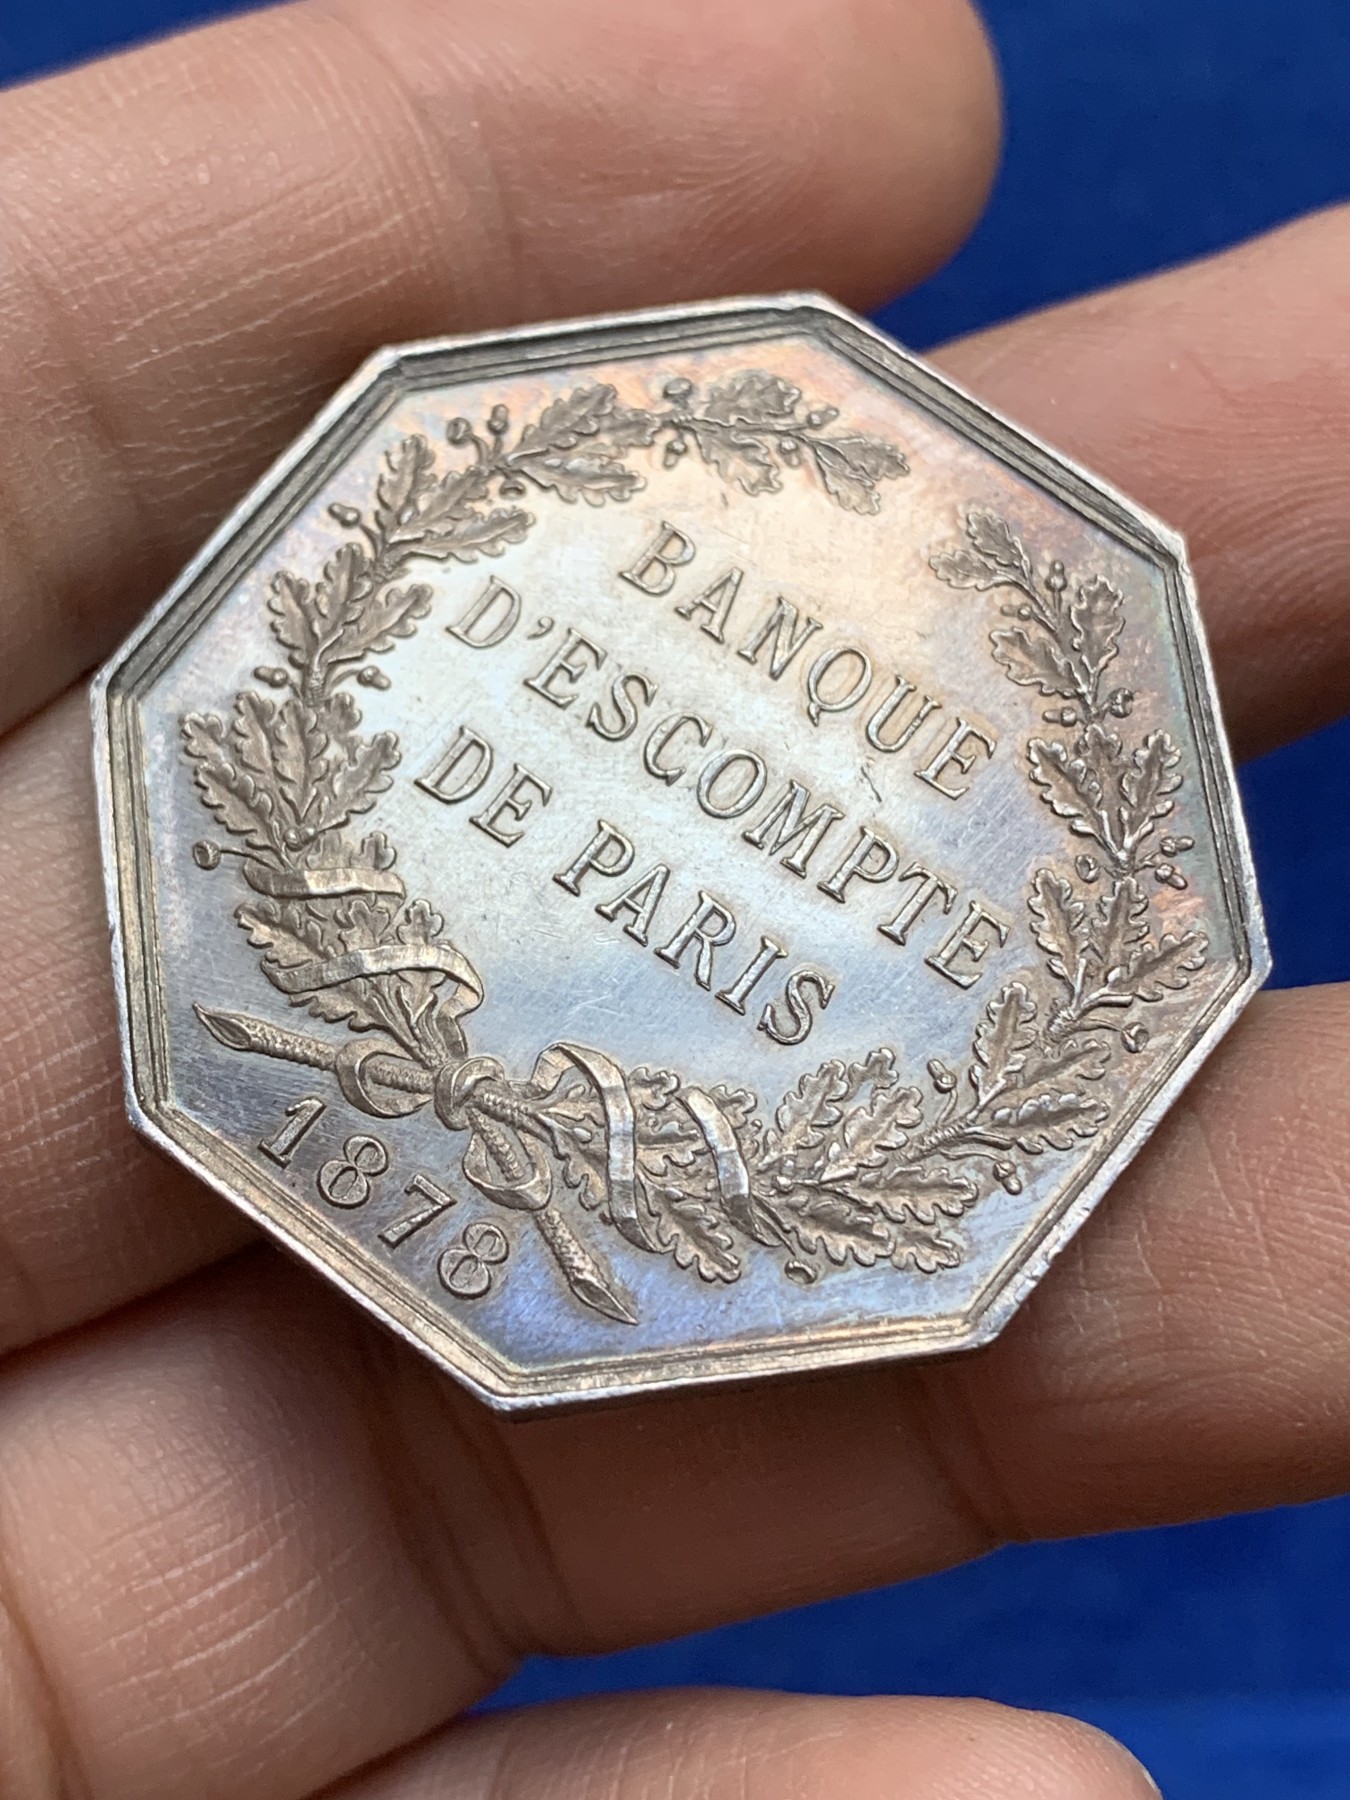 BANQUE
D'ESCOMPTE
DE PARIS
1878